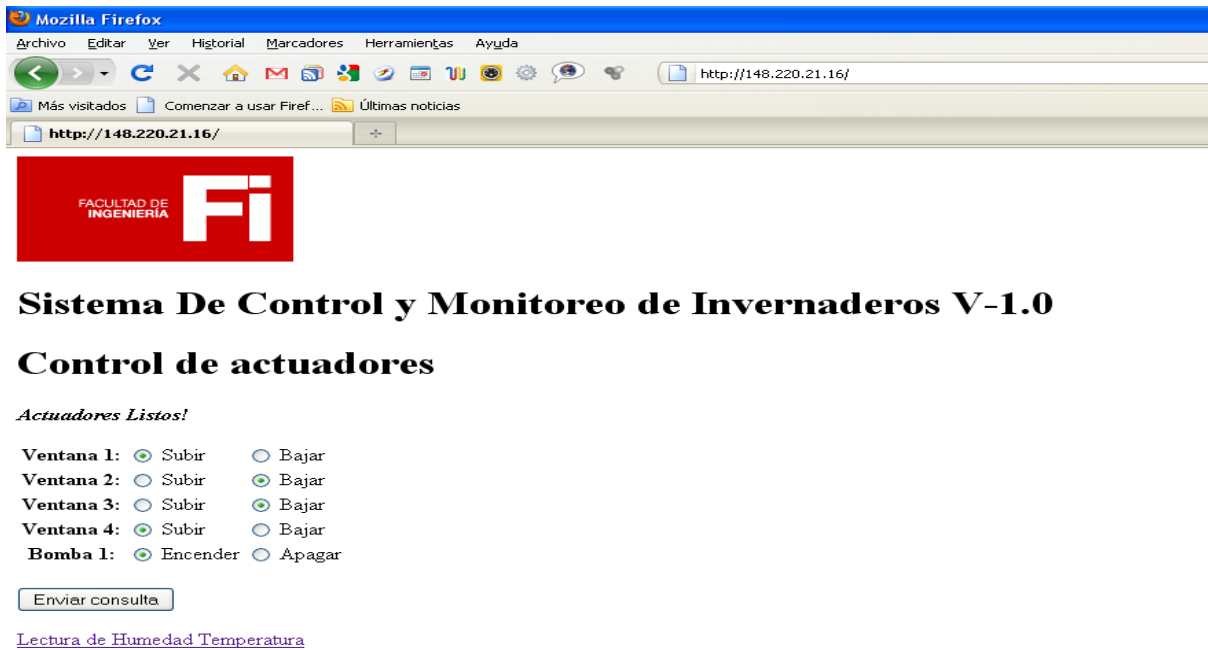 Mozilla Firefox
Archivo Editar Ver Historial Marcadores Herramientas Ayuda
http://148.220.21.16/
Más visitados Comenzar a usar Firef... Últimas noticias
http://148.220.21.16/
FACULTAD DE
INGENIERÍA
Fi
Sistema De Control y Monitoreo de Invernaderos V-1.0
Control de actuadores
Actuadores Listos!
Ventana 1: Subir Bajar
Ventana 2: Subir Bajar
Ventana 3: Subir Bajar
Ventana 4: Subir Bajar
Bomba 1: Encender Apagar
Enviar consulta
Lectura de Humedad Temperatura